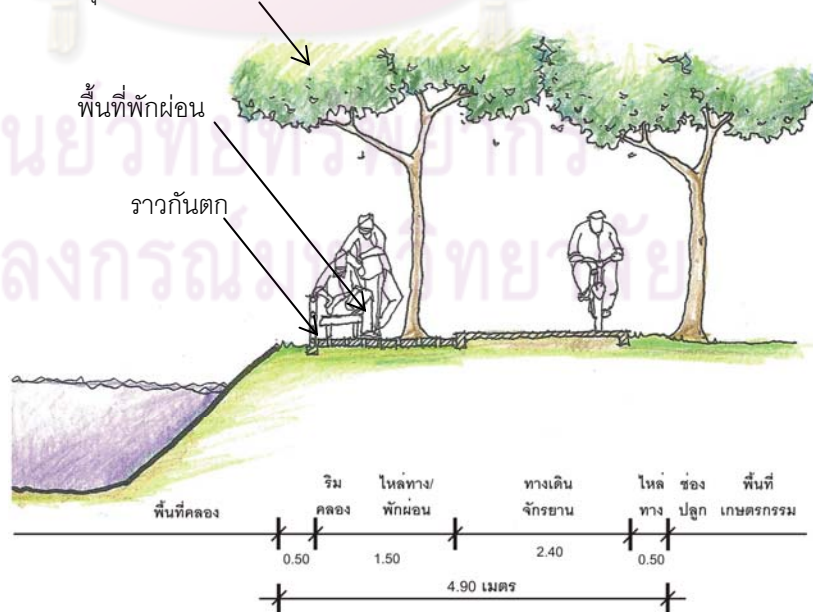 พื้นที่พักผ่อน
ราวกันตก
ริม ไหล่ทาง/ ทางเดิน ไหล่ ช่อง พื้นที่
พื้นที่คลอง คลอง พักผ่อน จักรยาน ทาง ปลูก เกษตรกรรม
0.50 1.50 2.40 0.50
4.90 เมตร